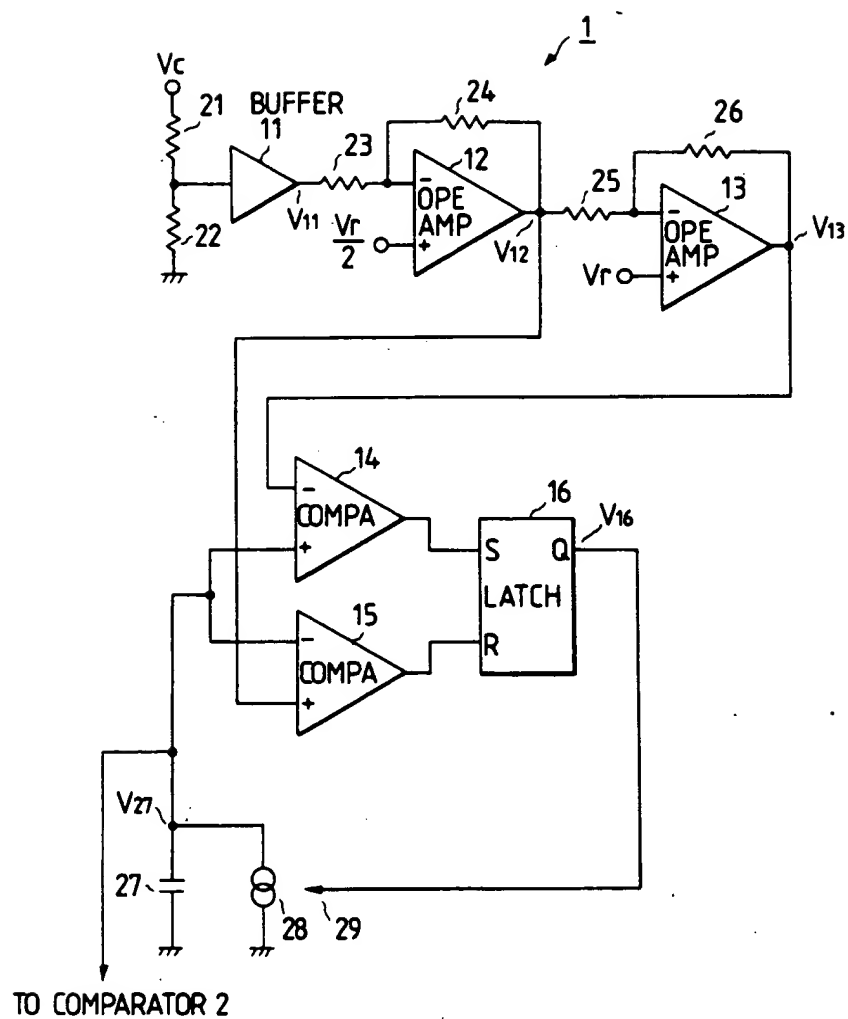 1
Vc
21
BUFFER
11
23
24
12
26
22
V11
Vr/2
-
OPE
AMP
+
V12
25
13
-
OPE
AMP
+
Vr
V13
14
-
COMPA
+
16
V16
S Q
LATCH
R
15
-
COMPA
+
V27
27
28
29
TO COMPARATOR 2